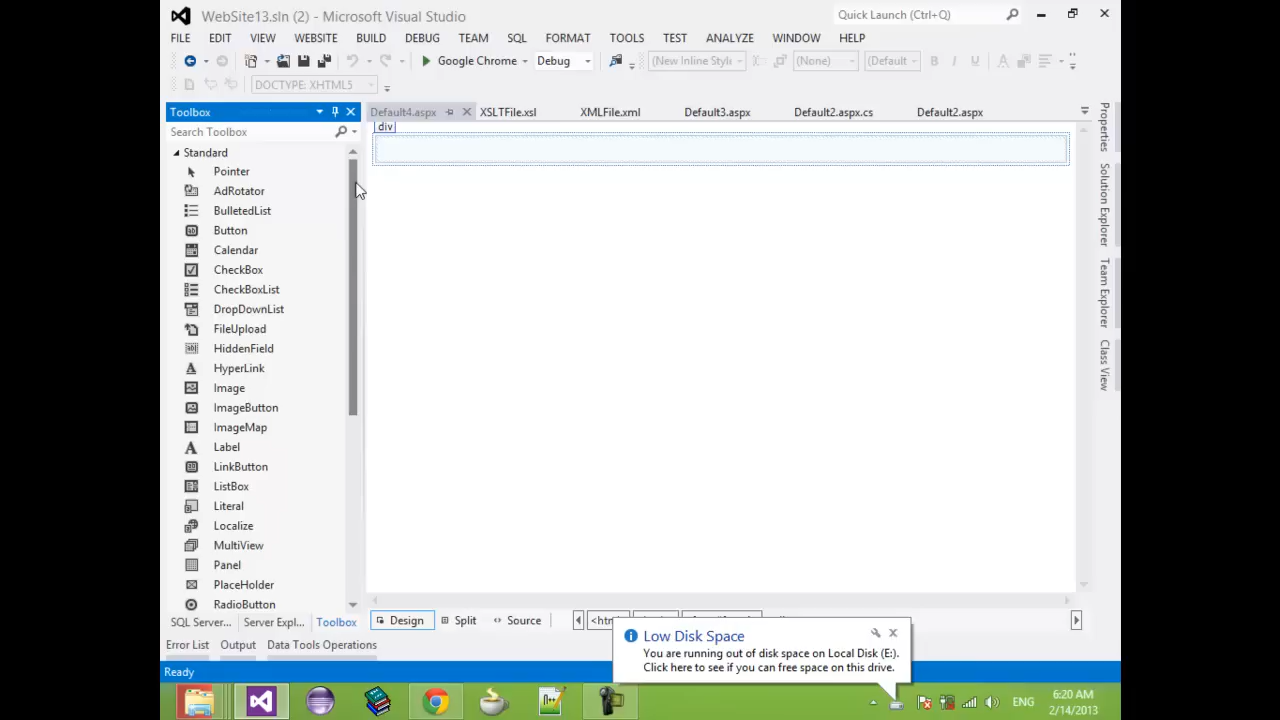 WebSite13.sln (2) - Microsoft Visual Studio
Quick Launch (Ctrl+Q)
FILE EDIT VIEW WEBSITE BUILD DEBUG TEAM SQL FORMAT TOOLS TEST ANALYZE WINDOW HELP
Google Chrome Debug (New Inline Styl (None) (Default B I U A
DOCTYPE: XHTML5
Toolbox
Default4.aspx XSLTFile.xsl XMLFile.xml Default3.aspx Default2.aspx.cs Default2.aspx
Search Toolbox
div
Standard
Pointer
AdRotator
BulletedList
Button
Calendar
CheckBox
CheckBoxList
DropDownList
FileUpload
HiddenField
HyperLink
Image
ImageButton
ImageMap
Label
LinkButton
ListBox
Literal
Localize
MultiView
Panel
PlaceHolder
RadioButton
Properties
Solution Explorer
Team Explorer
Class View
SQL Server... Server Expl... Toolbox
Design Split Source
Error List Output Data Tools Operations
Low Disk Space
You are running out of disk space on Local Disk (E:).
Click here to see if you can free space on this drive.
Ready
ENG
6:20 AM
2/14/2013